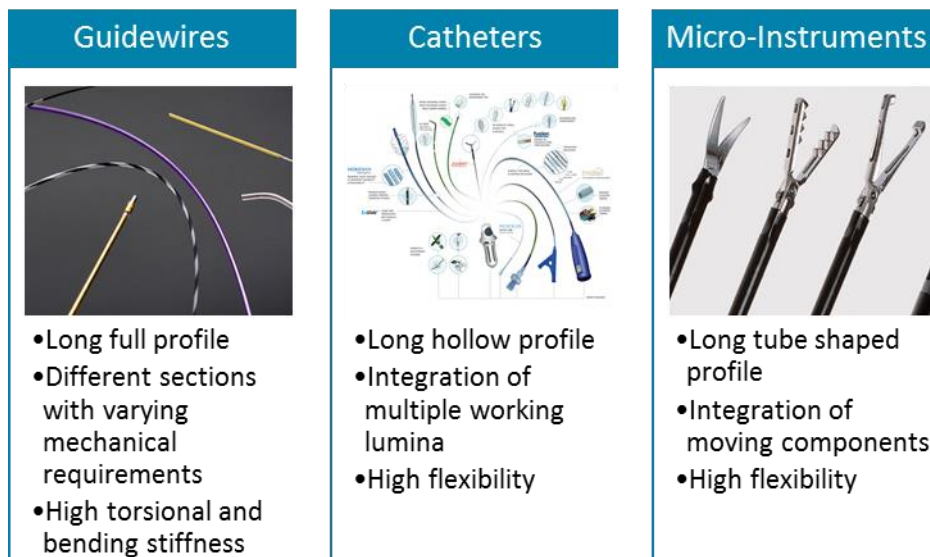 Guidewires
•Long full profile
•Different sections
with varying
mechanical
requirements
•High torsional and
bending stiffness
Catheters
•Long hollow profile
•Integration of
multiple working
lumina
•High flexibility
Micro-Instruments
•Long tube shaped
profile
•Integration of
moving components
•High flexibility